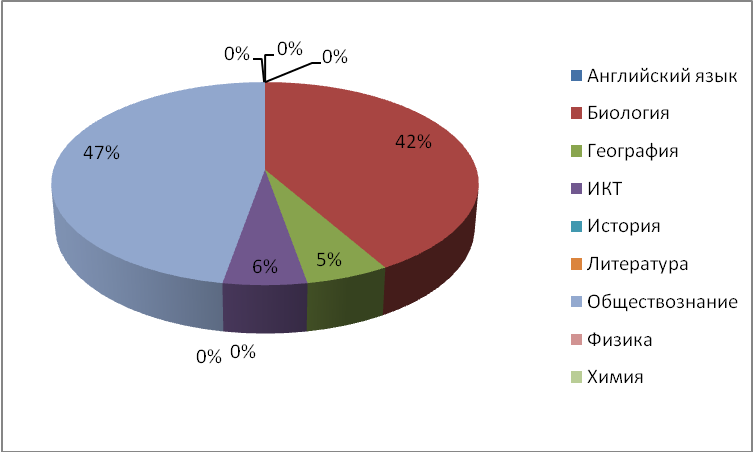 0%
0%
0%
47%
42%
6%
5%
0%
0%
Английский язык
Биология
География
ИКТ
История
Литература
Обществознание
Физика
Химия